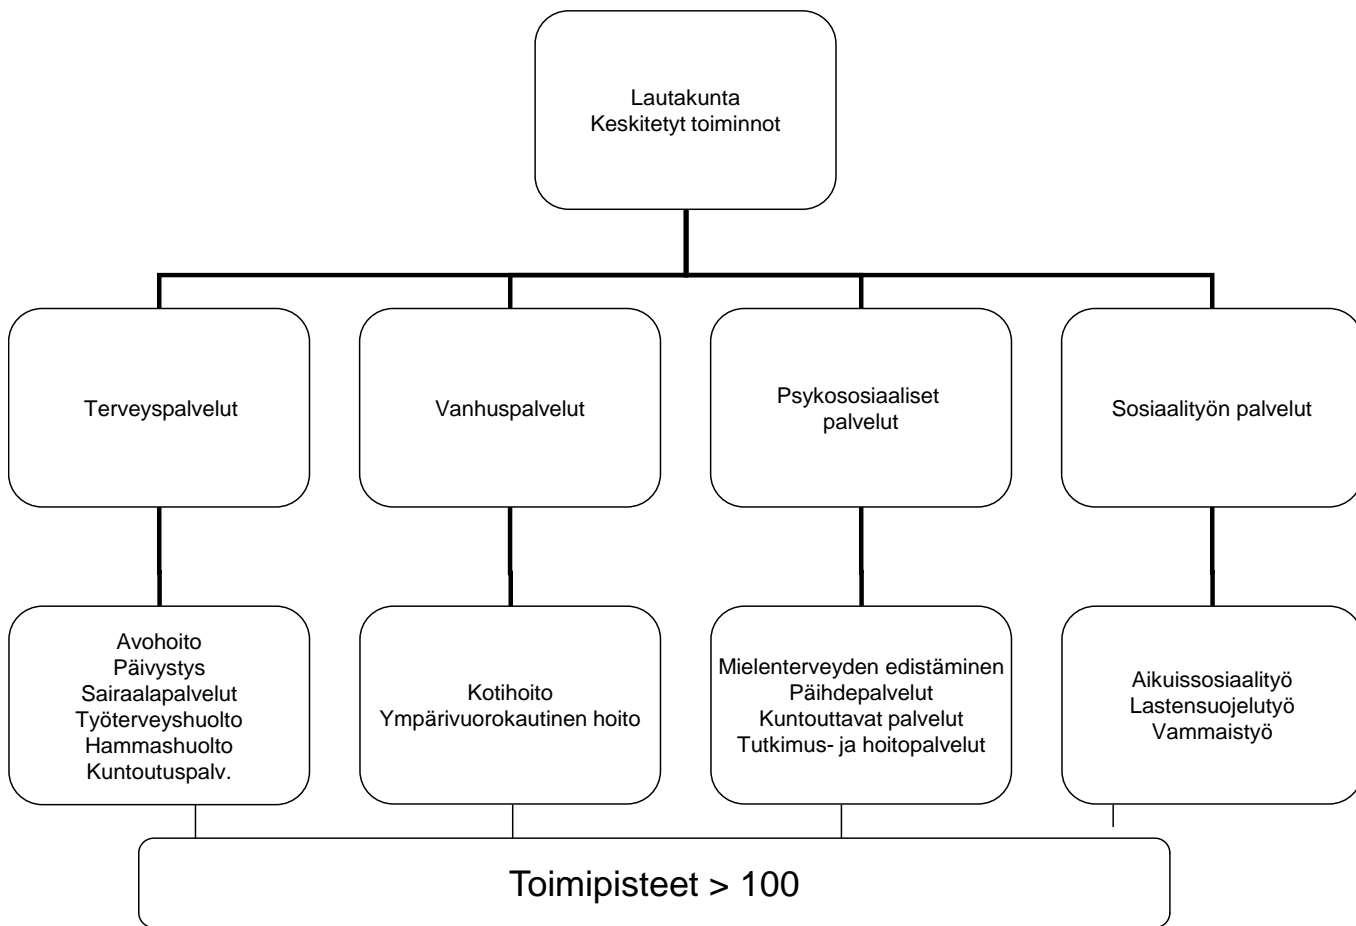 Lautakunta
Keskitetyt toiminnot
Terveyspalvelut
Vanhuspalvelut
Psykososiaaliset
palvelut
Sosiaalityön palvelut
Avohoito
Päivystys
Sairaalapalvelut
Työterveyshuolto
Hammashuolto
Kuntoutuspalv.
Kotihoito
Ympärivuorokautinen hoito
Mielenterveyden edistäminen
Päihdepalvelut
Kuntouttavat palvelut
Tutkimus- ja hoitopalvelut
Aikuissosiaalityö
Lastensuojelutyö
Vammaistyö
Toimipisteet > 100